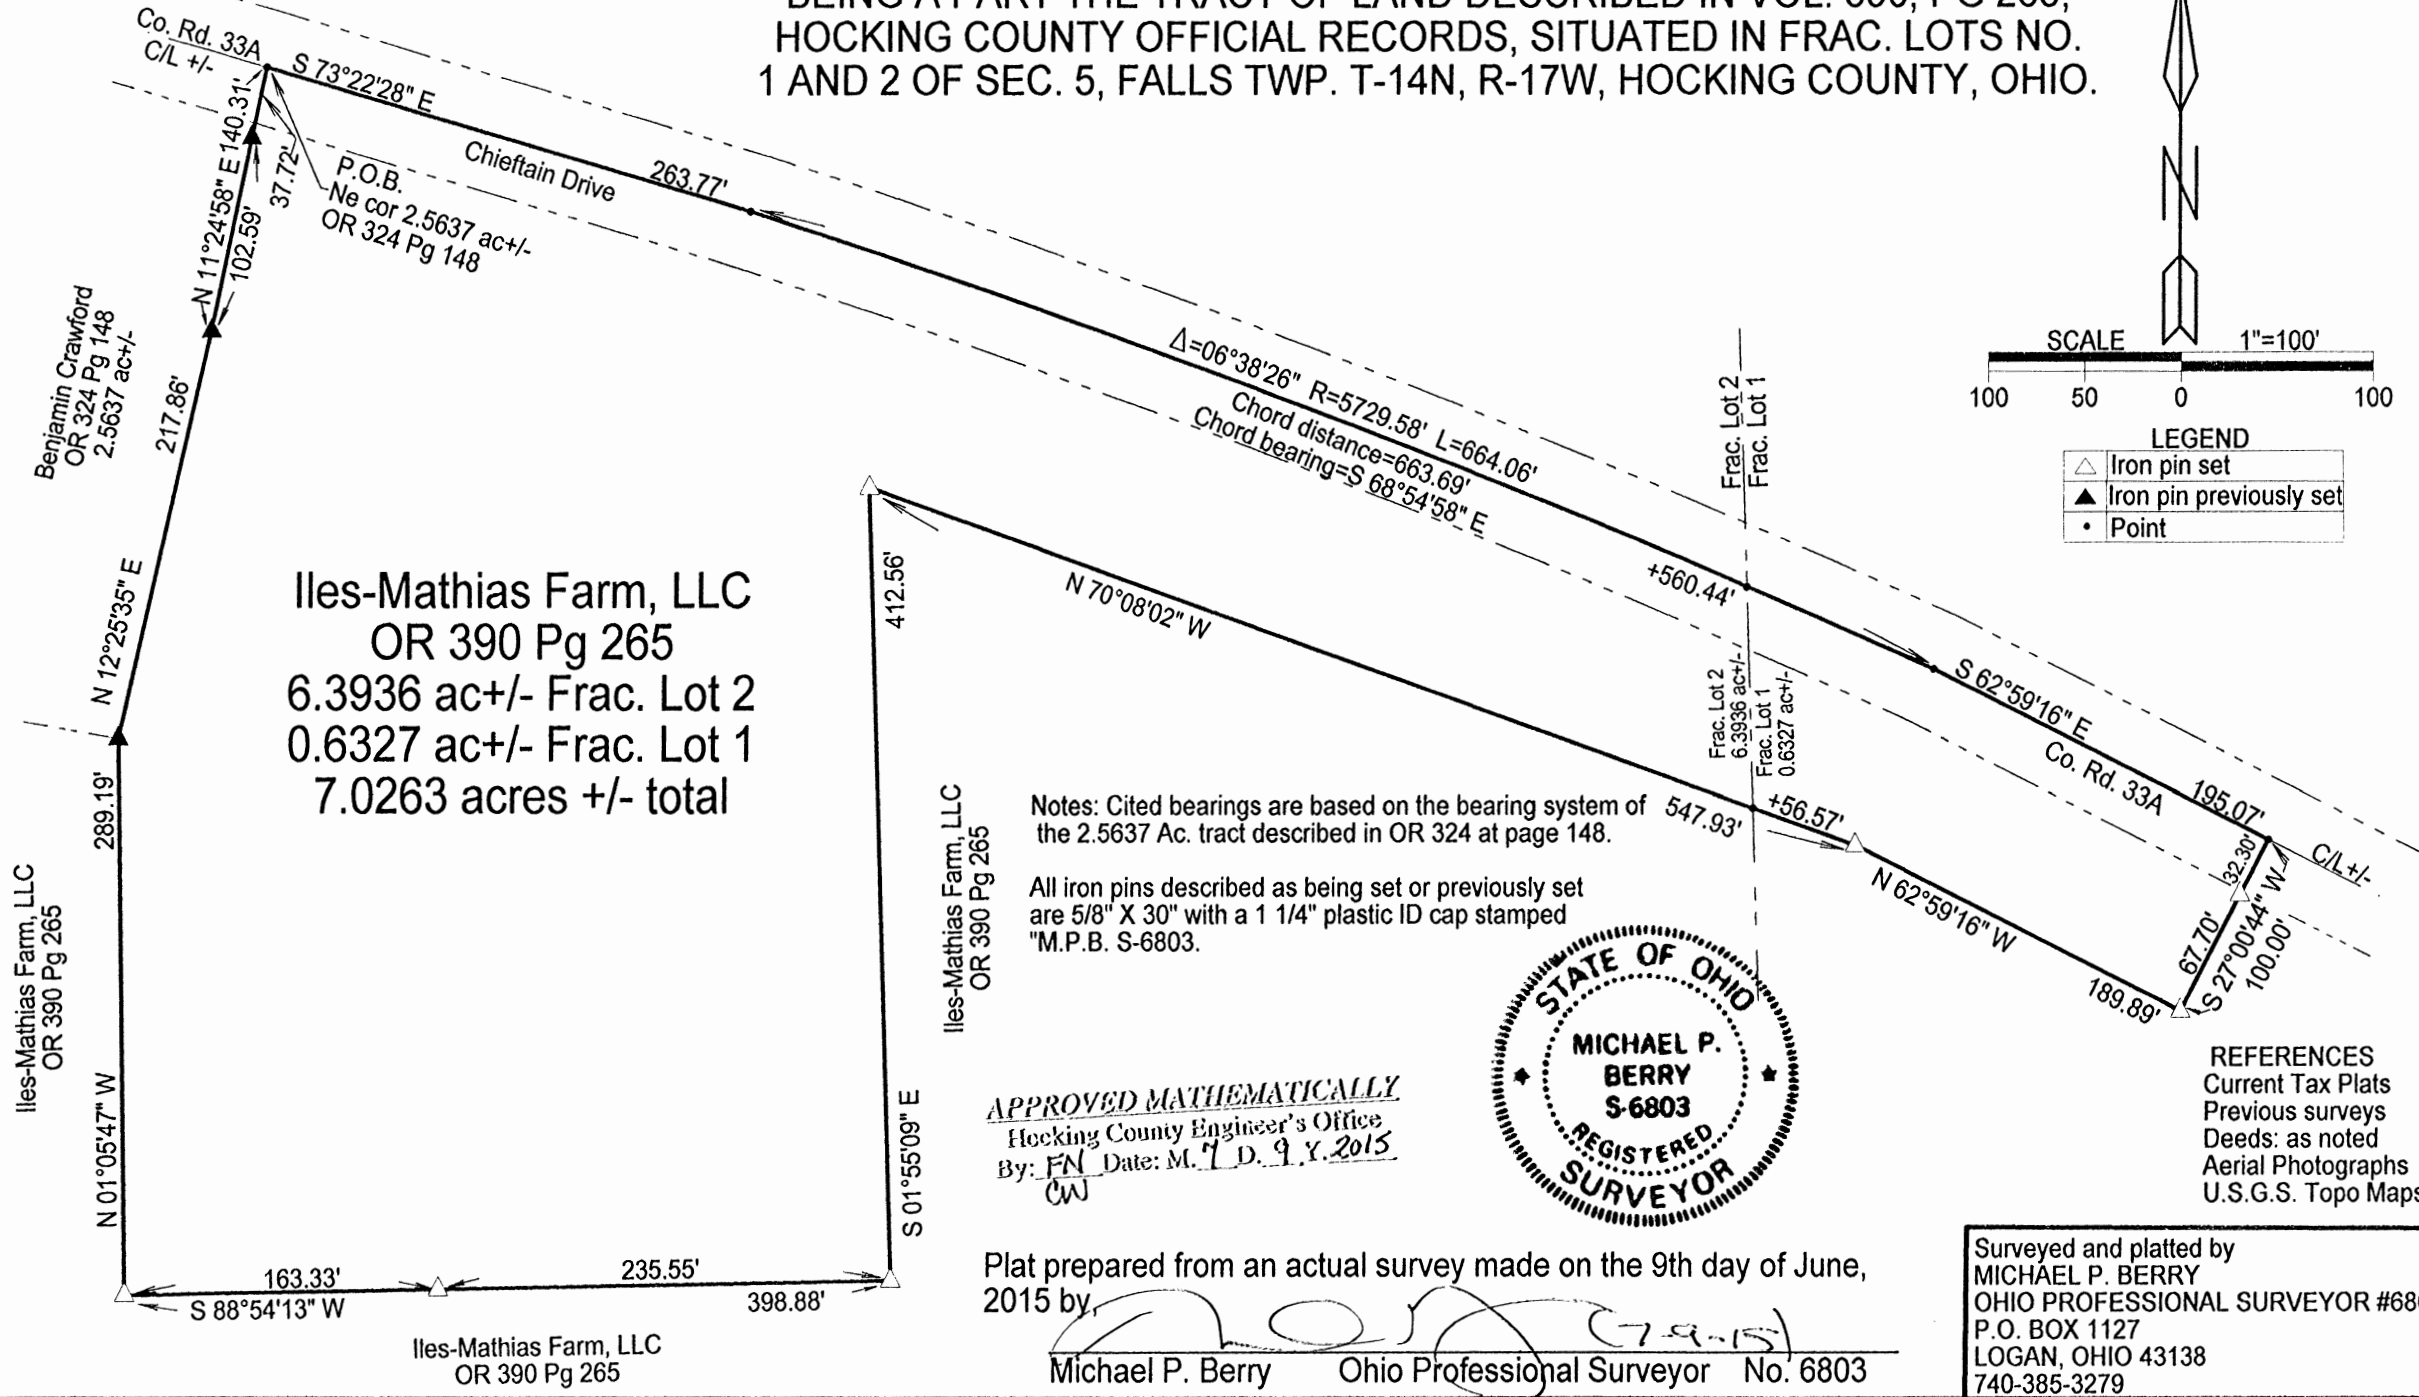 HOCKING COUNTY OFFICIAL RECORDS, SITUATED IN FRAC. LOTS NO.
1 AND 2 OF SEC. 5, FALLS TWP. T-14N, R-17W, HOCKING COUNTY, OHIO.
Co. Rd. 33A
C/L +/-
S 73°22'28" E
263.77'
Chieftain Drive
P.O.B.
Ne cor 2.5637 ac+/-
OR 324 Pg 148
N 11°24'58" E 140.31'
37.72'
102.59'
Benjamin Crawford
OR 324 Pg 148
2.5637 ac+/-
217.86'
N 12°25'35" E
Δ=06°38'26" R=5729.58' L=664.06'
Chord distance=663.69'
Chord bearing=S 68°54'58" E
Frac. Lot 2
Frac. Lot 1
N
SCALE 1"=100'
100 50 0 100
LEGEND
Iron pin set
Iron pin previously set
Point
Iles-Mathias Farm, LLC
OR 390 Pg 265
6.3936 ac+/- Frac. Lot 2
0.6327 ac+/- Frac. Lot 1
7.0263 acres +/- total
412.56'
N 70°08'02" W
+560.44'
Frac. Lot 2
6.3936 ac+/-
Frac. Lot 1
0.6327 ac+/-
S 62°59'16" E
Co. Rd. 33A
195.07'
C/L +/-
32.30'
67.70'
S 27°00'44" W
100.00'
547.93'
+56.57'
N 62°59'16" W
189.89'
289.19'
Iles-Mathias Farm, LLC
OR 390 Pg 265
N 01°05'47" W
Iles-Mathias Farm, LLC
OR 390 Pg 265
S 01°55'09" E
163.33'
235.55'
S 88°54'13" W
398.88'
Iles-Mathias Farm, LLC
OR 390 Pg 265
Notes: Cited bearings are based on the bearing system of
the 2.5637 Ac. tract described in OR 324 at page 148.
All iron pins described as being set or previously set
are 5/8" X 30" with a 1 1/4" plastic ID cap stamped
"M.P.B. S-6803.
STATE OF OHIO
MICHAEL P.
BERRY
S-6803
REGISTERED
SURVEYOR
APPROVED MATHEMATICALLY
Hocking County Engineer's Office
By: FN Date: M. 7 D. 9 Y. 2015
CW
REFERENCES
Current Tax Plats
Previous surveys
Deeds: as noted
Aerial Photographs
U.S.G.S. Topo Maps
Plat prepared from an actual survey made on the 9th day of June,
2015 by,
(7-9-15)
Michael P. Berry Ohio Professional Surveyor No. 6803
Surveyed and platted by
MICHAEL P. BERRY
OHIO PROFESSIONAL SURVEYOR
P.O. BOX 1127
LOGAN, OHIO 43138
740-385-3279